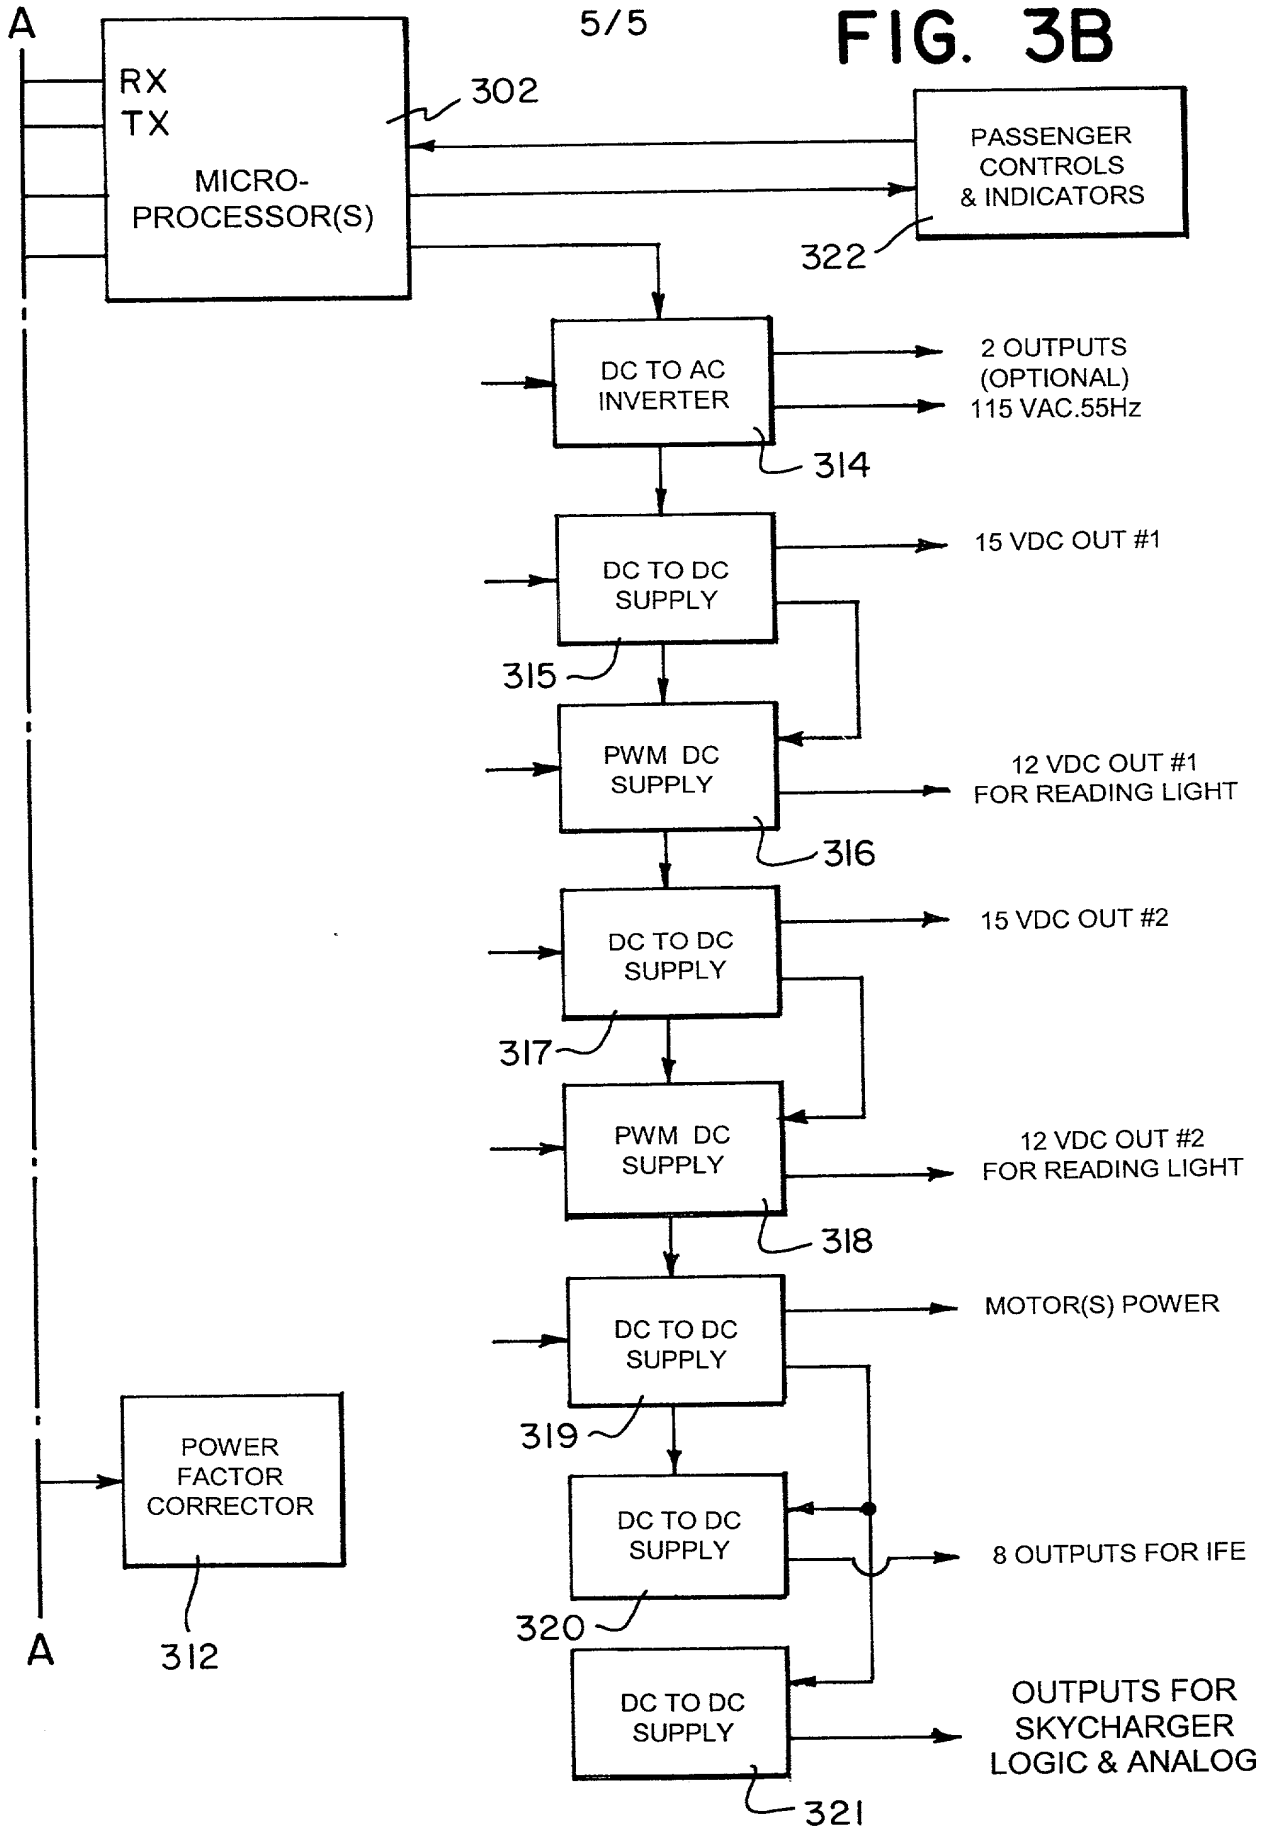 A
5/5
FIG. 3B
RX
TX
302
MICRO-
PROCESSOR(S)
PASSENGER
CONTROLS
& INDICATORS
322
DC TO AC
INVERTER
2 OUTPUTS
(OPTIONAL)
115 VAC.55Hz
314
DC TO DC
SUPPLY
15 VDC OUT #1
315
PWM DC
SUPPLY
12 VDC OUT #1
FOR READING LIGHT
316
DC TO DC
SUPPLY
15 VDC OUT #2
317
PWM DC
SUPPLY
12 VDC OUT #2
FOR READING LIGHT
318
DC TO DC
SUPPLY
MOTOR(S) POWER
319
POWER
FACTOR
CORRECTOR
312
DC TO DC
SUPPLY
8 OUTPUTS FOR IFE
320
A
DC TO DC
SUPPLY
OUTPUTS FOR
SKYCHARGER
LOGIC & ANALOG
321